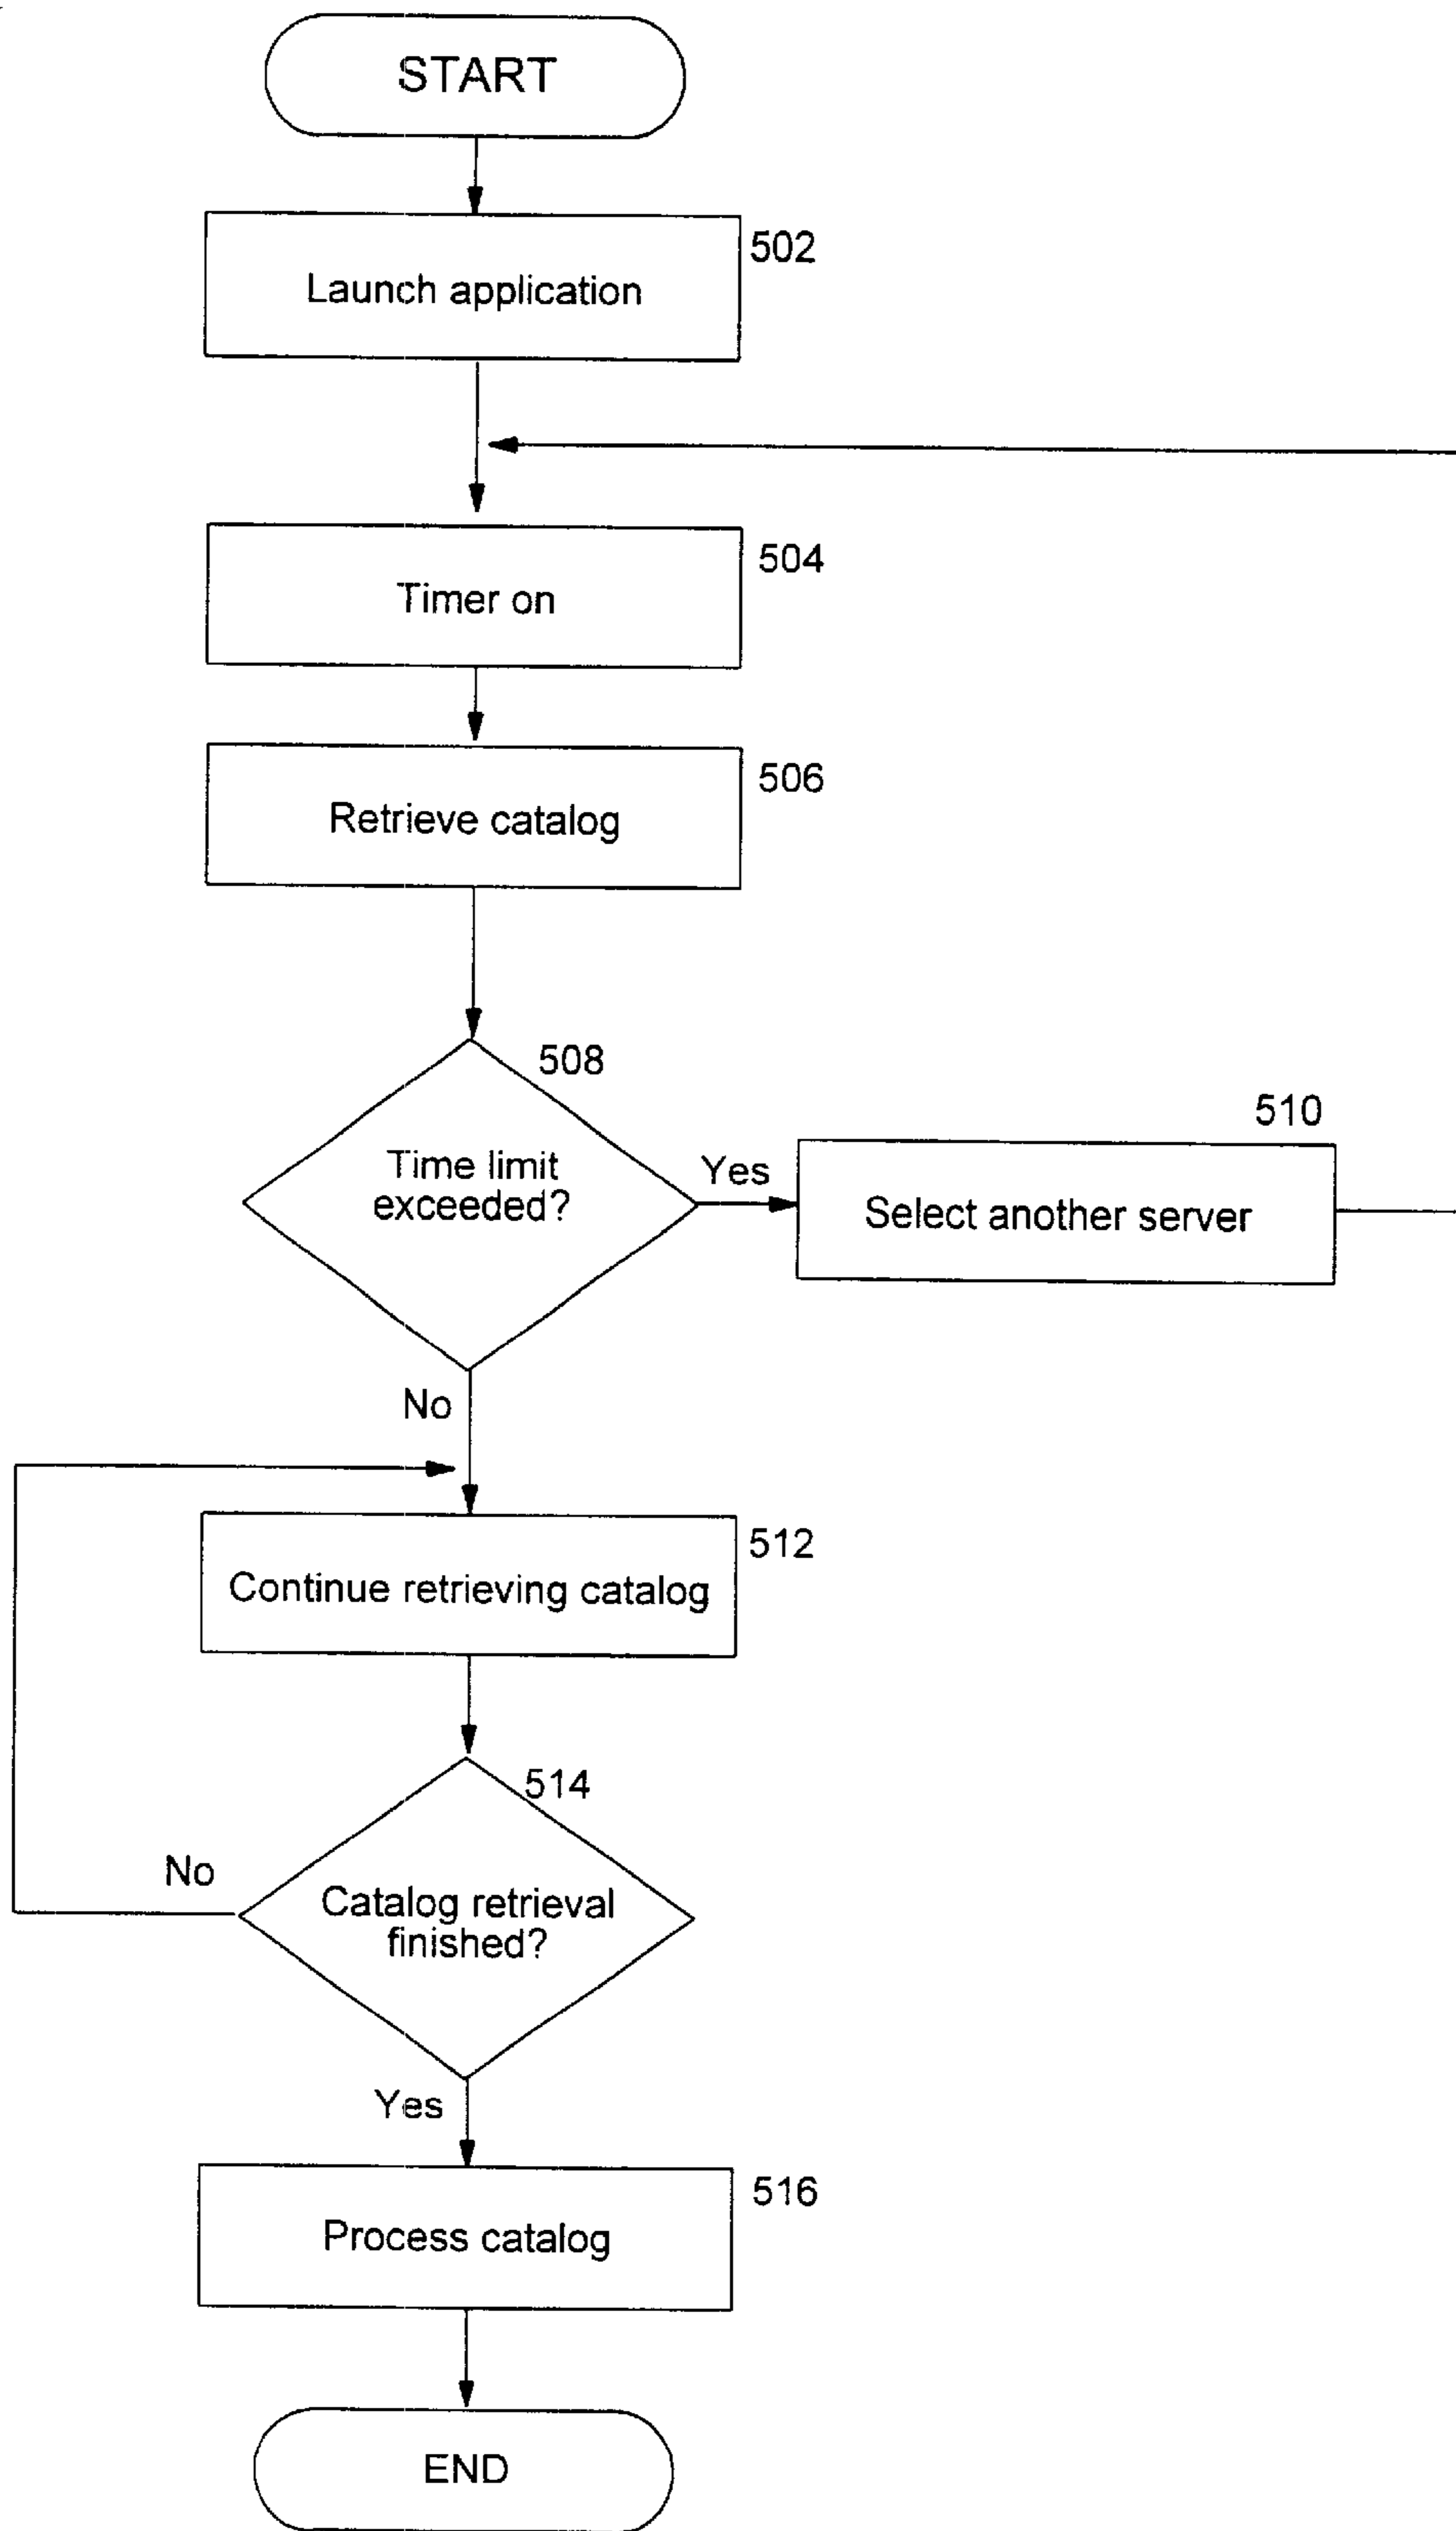 START
502
Launch application
504
Timer on
506
Retrieve catalog
508
Time limit
exceeded?
Yes
510
Select another server
No
512
Continue retrieving catalog
514
No
Catalog retrieval
finished?
Yes
516
Process catalog
END